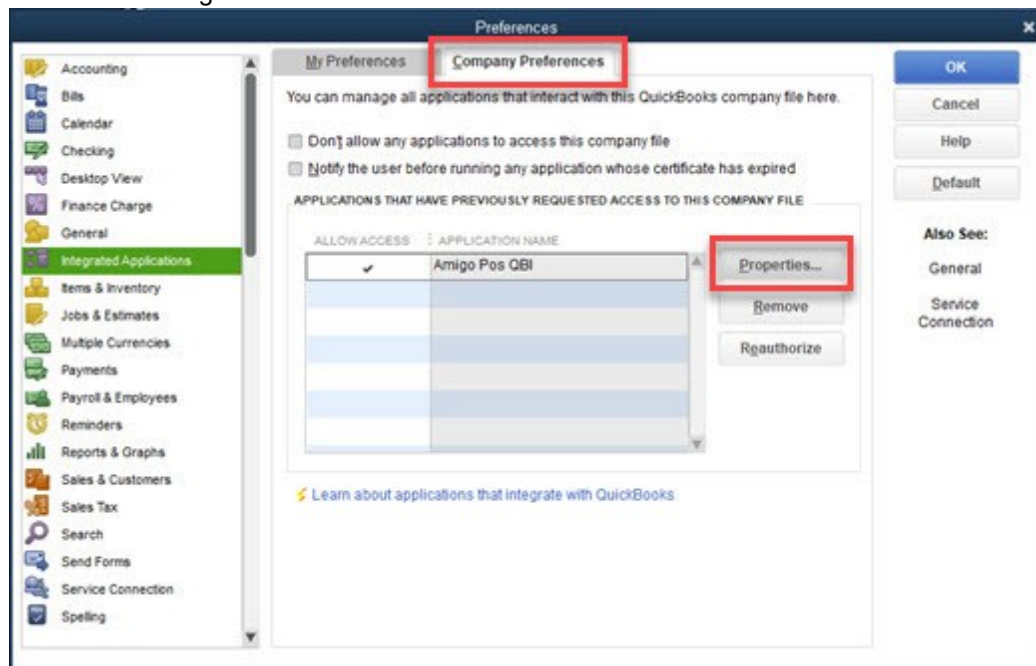 Preferences
Accounting
Bills
Calendar
Checking
Desktop View
Finance Charge
General
Integrated Applications
Items & Inventory
Jobs & Estimates
Multiple Currencies
Payments
Payroll & Employees
Reminders
Reports & Graphs
Sales & Customers
Sales Tax
Search
Send Forms
Service Connection
Spelling
My Preferences
Company Preferences
You can manage all applications that interact with this QuickBooks company file here.
Don't allow any applications to access this company file
Notify the user before running any application whose certificate has expired
APPLICATIONS THAT HAVE PREVIOUSLY REQUESTED ACCESS TO THIS COMPANY FILE
ALLOW ACCESS APPLICATION NAME
Amigo Pos QBI
Properties...
Remove
Reauthorize
Learn about applications that integrate with QuickBooks
OK
Cancel
Help
Default
Also See:
General
Service
Connection